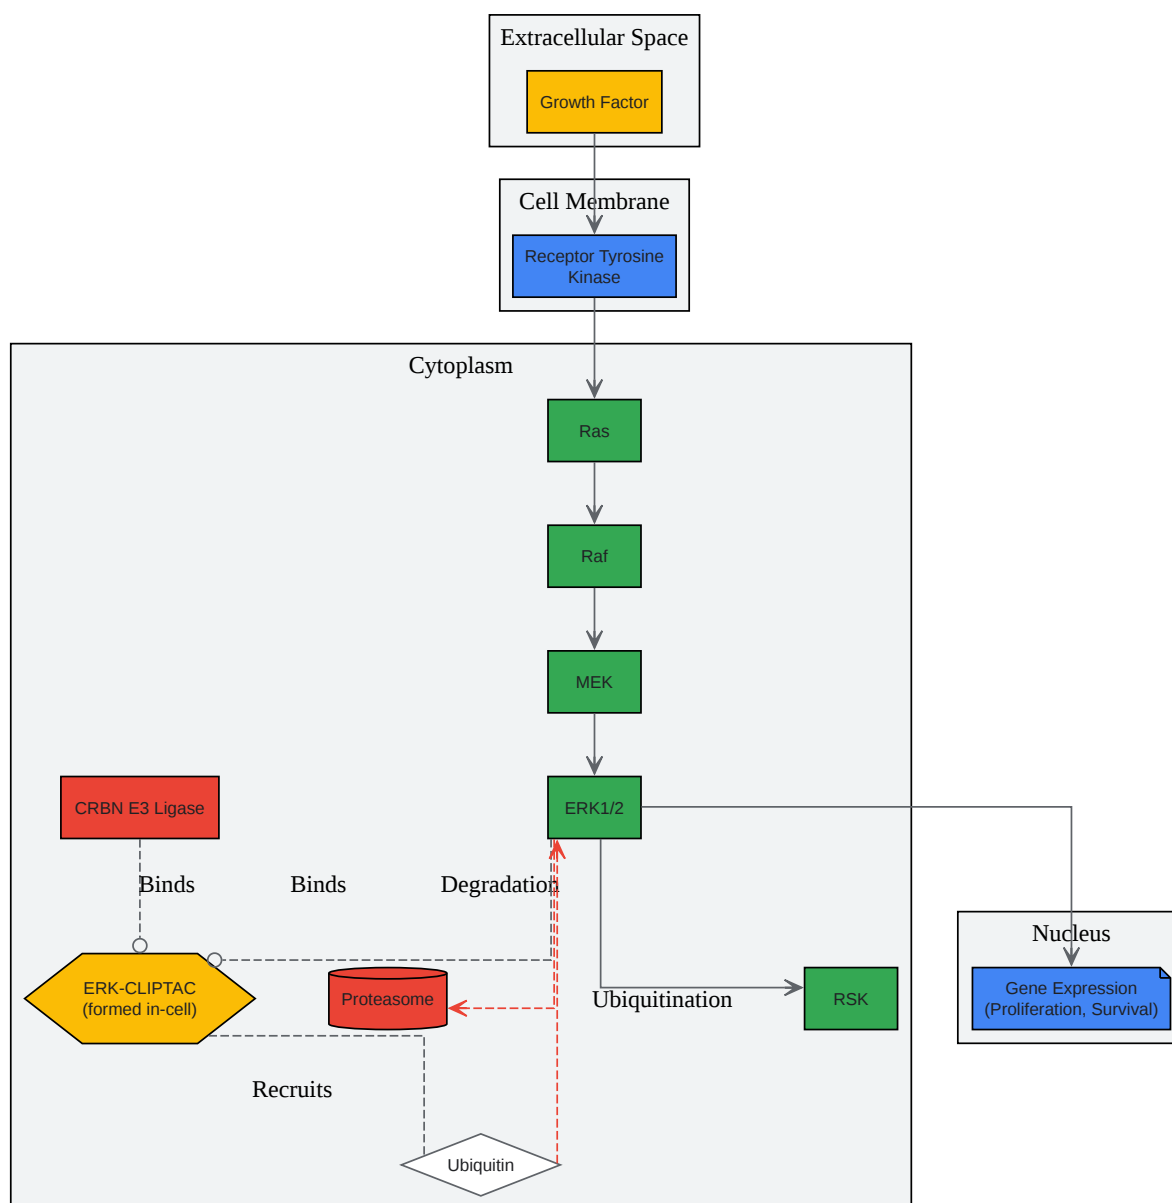 Extracellular Space
Growth Factor
Cell Membrane
Receptor Tyrosine
Kinase
Cytoplasm
Ras
Raf
MEK
CRBN E3 Ligase
ERK1/2
Binds
Binds
Degradation
Nucleus
ERK-CLIPTAC
(formed in-cell)
Proteasome
Ubiquitination
RSK
Gene Expression
(Proliferation, Survival)
Recruits
Ubiquitin